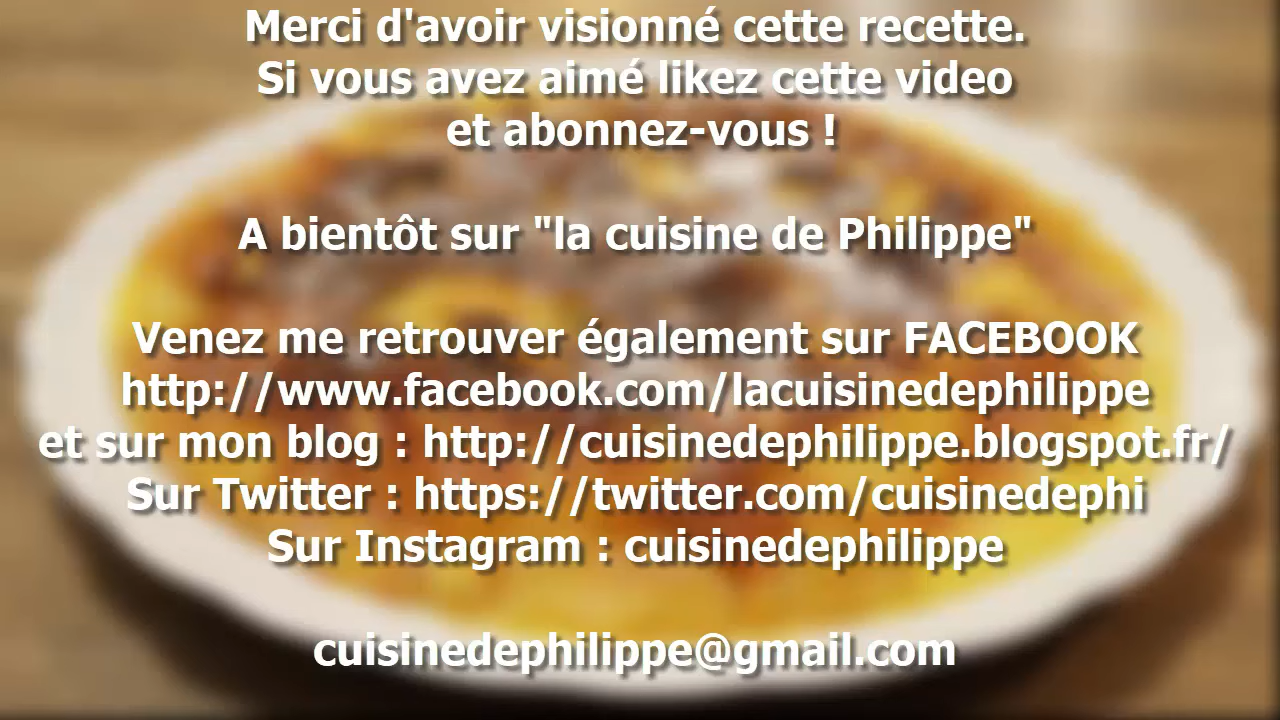 Merci d'avoir visionné cette recette.
Si vous avez aimé likez cette video
et abonnez-vous !
A bientôt sur "la cuisine de Philippe"
Venez me retrouver également sur FACEBOOK
http://www.facebook.com/lacuisinedephilippe
et sur mon blog : http://cuisinedephilippe.blogspot.fr/
Sur Twitter : https://twitter.com/cuisinedephi
Sur Instagram : cuisinedephilippe
cuisinedephilippe@gmail.com